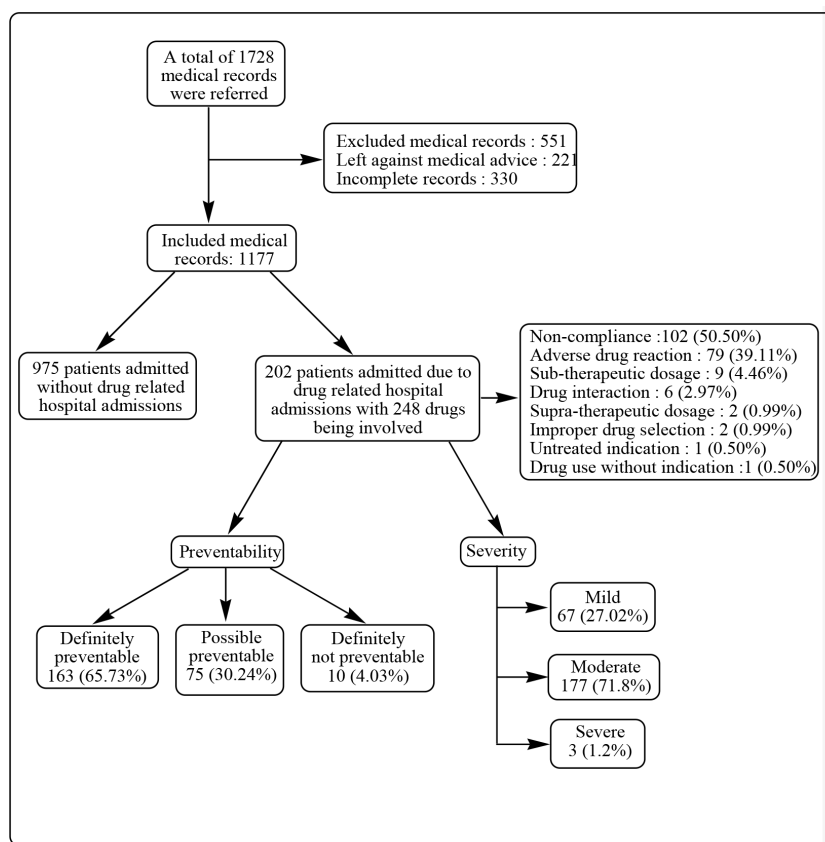 A total of 1728
medical records
were referred
Excluded medical records : 551
Left against medical advice : 221
Incomplete records : 330
Included medical
records: 1177
975 patients admitted
without drug related
hospital admissions
202 patients admitted due to
drug related hospital
admissions with 248 drugs
being involved
Non-compliance :102 (50.50%)
Adverse drug reaction : 79 (39.11%)
Sub-therapeutic dosage : 9 (4.46%)
Drug interaction : 6 (2.97%)
Supra-therapeutic dosage : 2 (0.99%)
Improper drug selection : 2 (0.99%)
Untreated indication : 1 (0.50%)
Drug use without indication :1 (0.50%)
Preventability
Severity
Definitely
preventable
163 (65.73%)
Possible
preventable
75 (30.24%)
Definitely
not preventable
10 (4.03%)
Mild
67 (27.02%)
Moderate
177 (71.8%)
Severe
3 (1.2%)